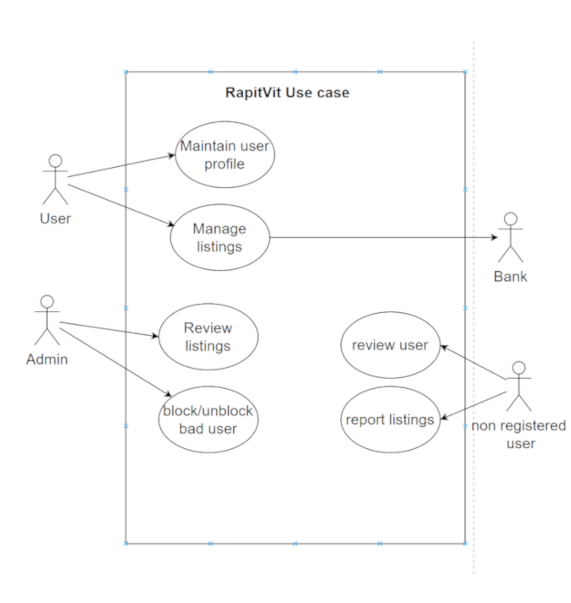 RapitVit Use case
Maintain user
profile
User
Manage
listings
Bank
Admin
Review
listings
review user
block/unblock
bad user
report listings
non registered
user